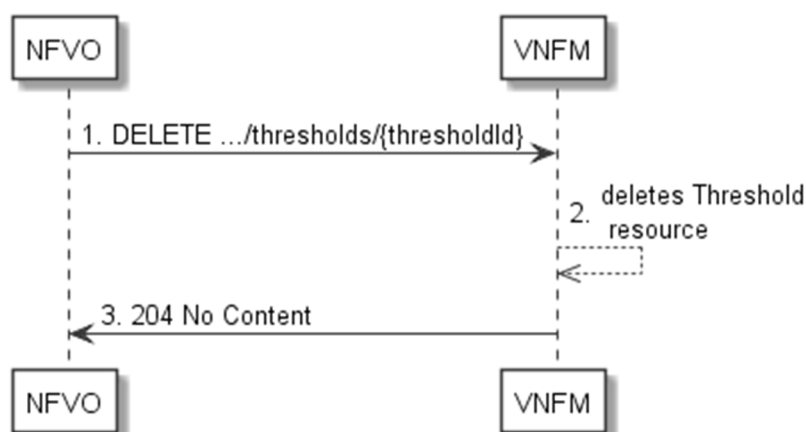 NFVO
VNFM
1. DELETE .../thresholds/{thresholdId}
2. deletes Threshold
resource
3. 204 No Content
NFVO
VNFM